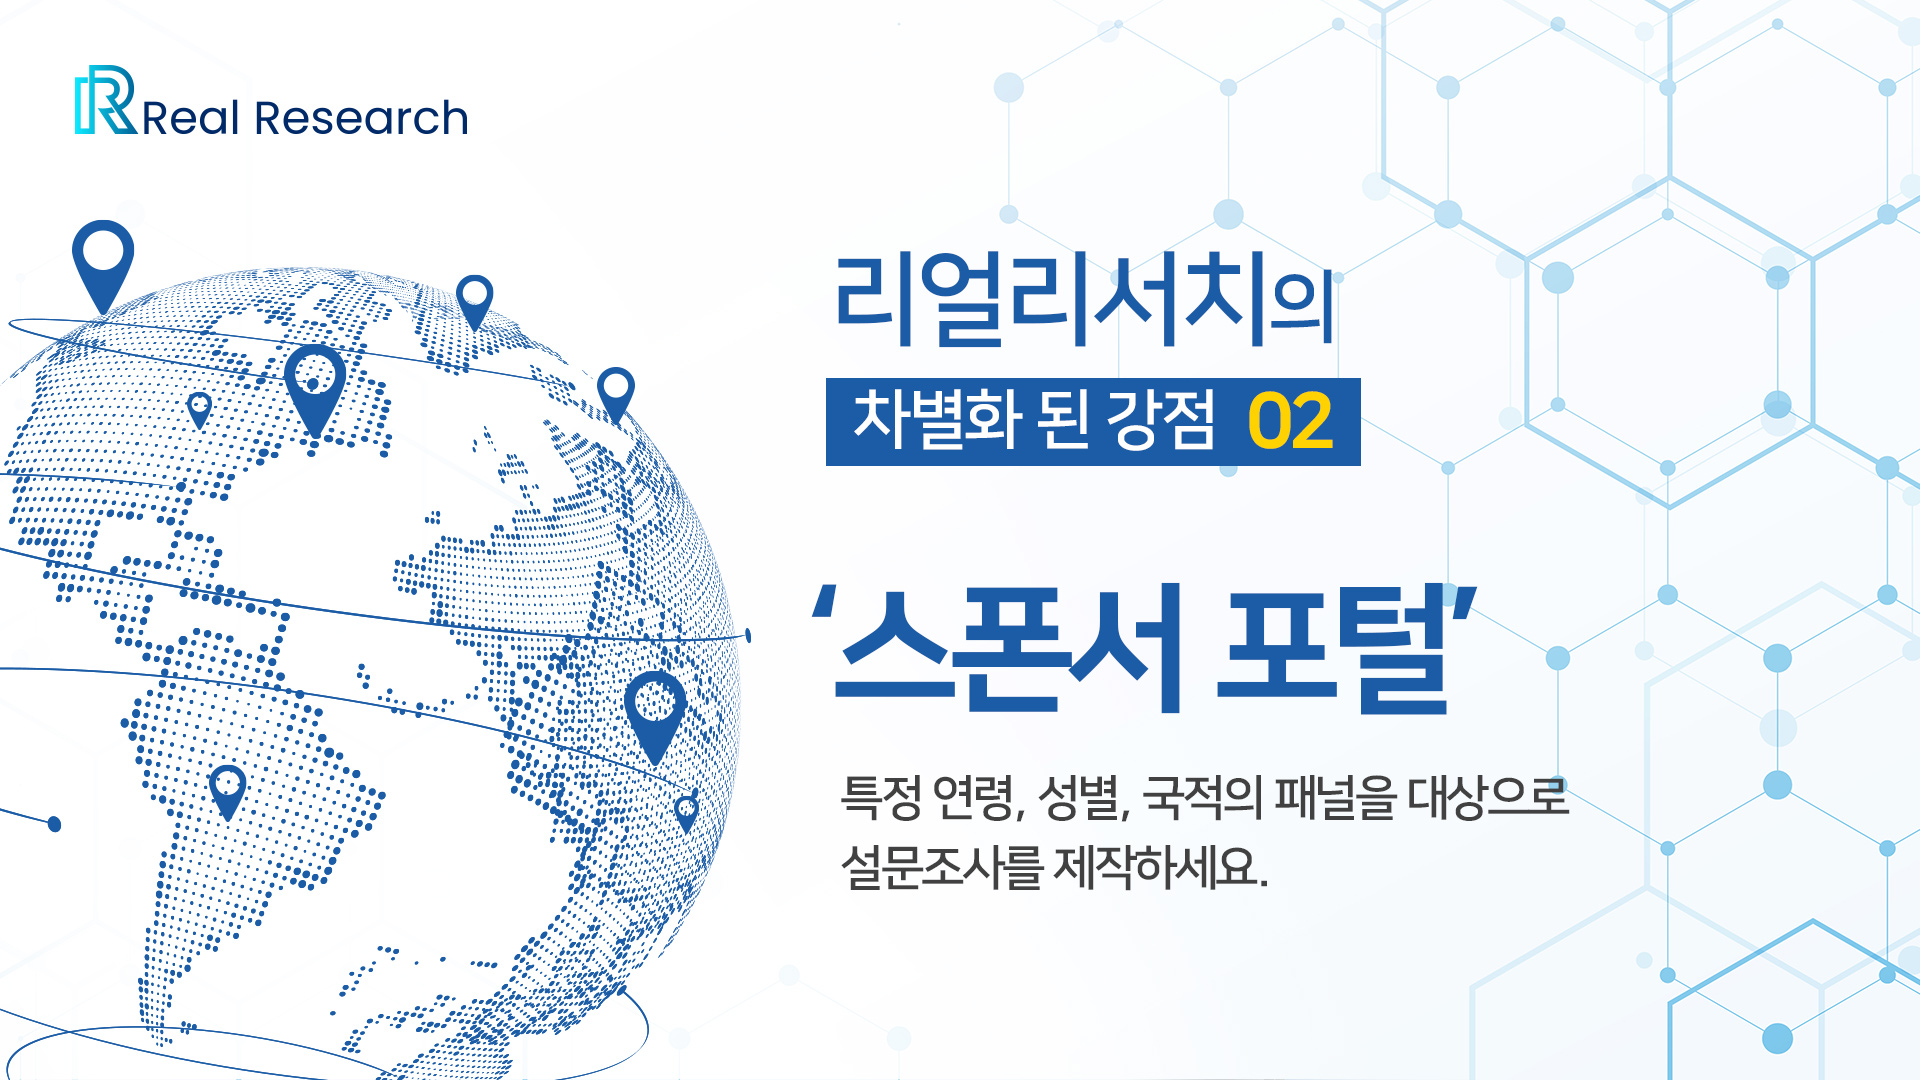 Real Research
리얼리서치의
차별화 된 강점 02
‘스폰서 포털’
특정 연령, 성별, 국적의 패널을 대상으로
설문조사를 제작하세요.